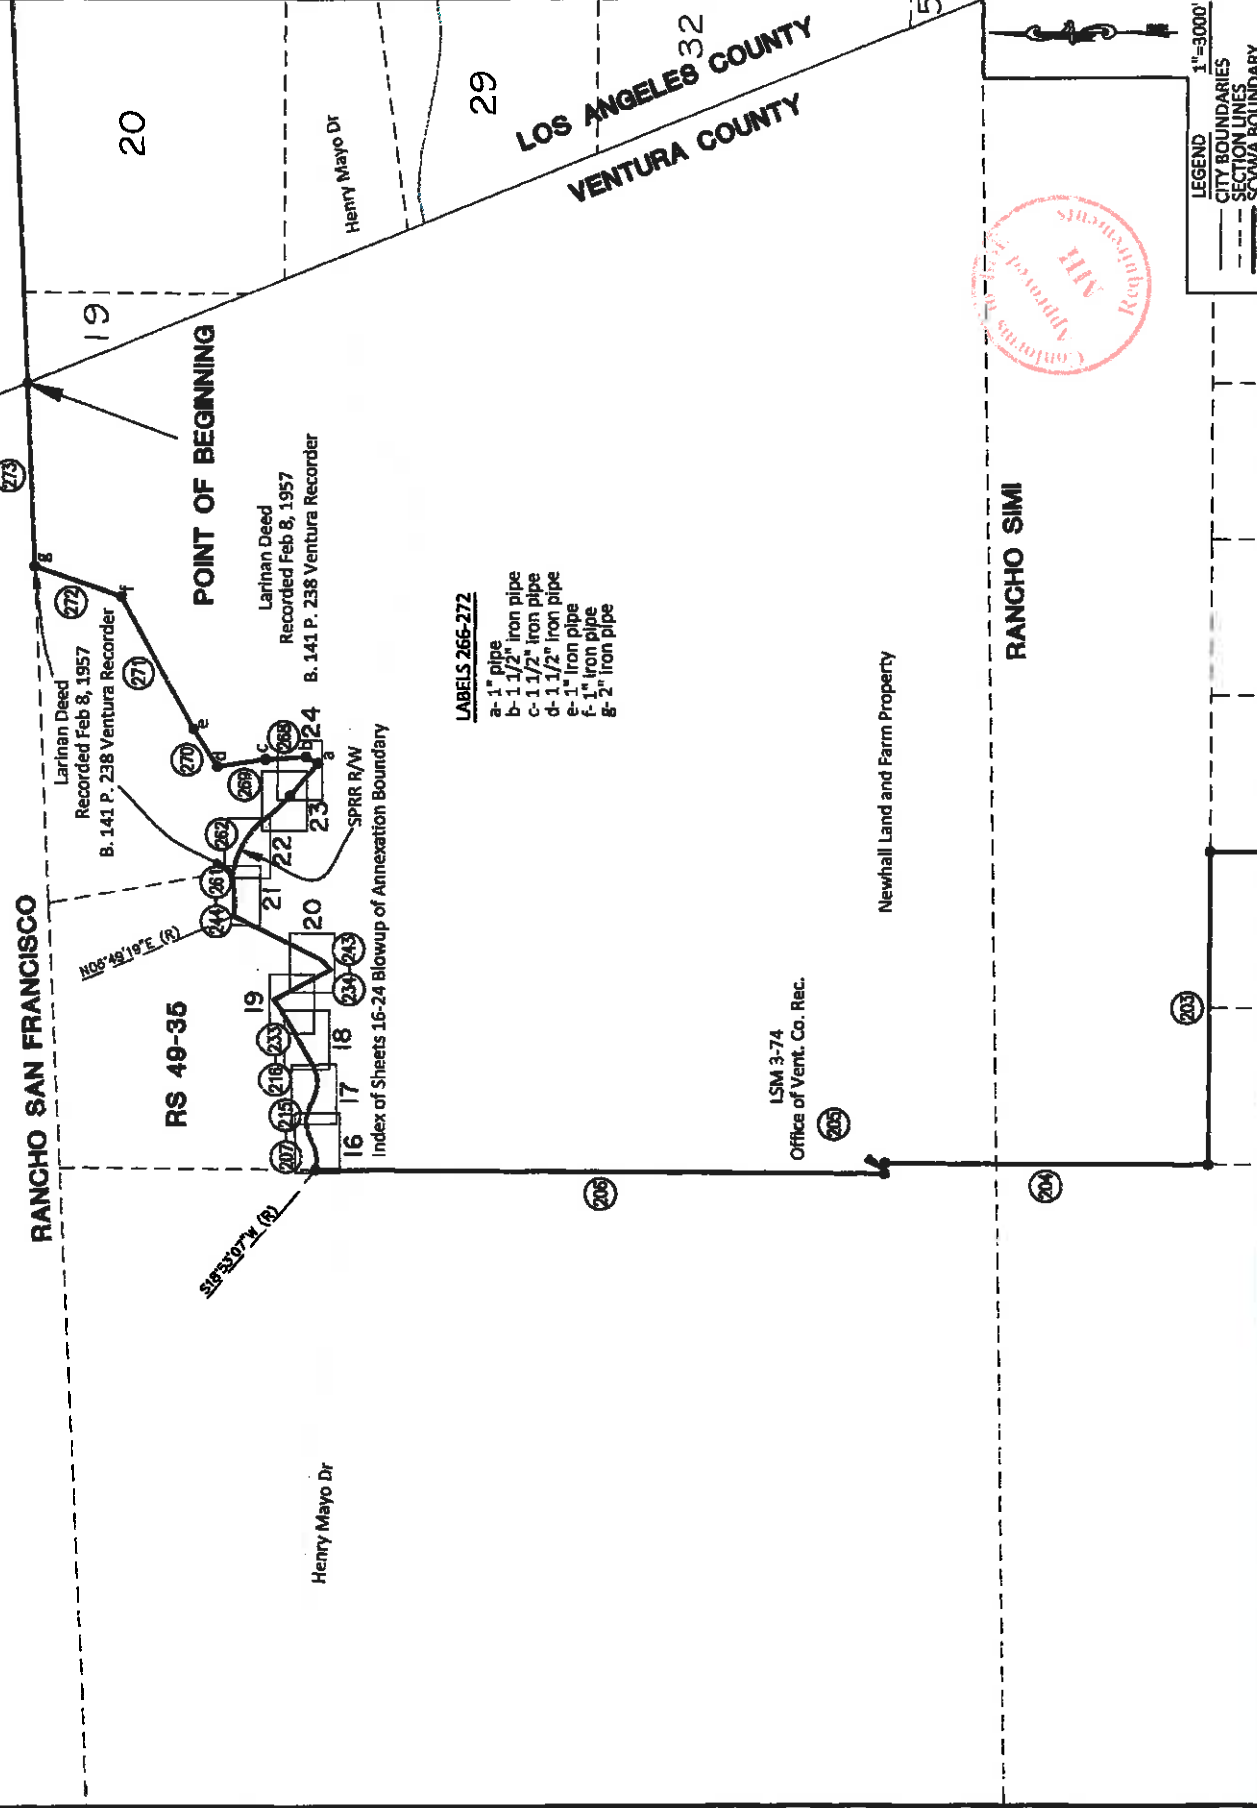 RANCHO SAN FRANCISCO
RS 49-35
N06°49'19"E (R)
S18°53'07"W (R)
Larinan Deed
Recorded Feb 8, 1957
B. 141 P. 238 Ventura Recorder
273
g
272
f
271
e
270
d
269
c
268
b
a
POINT OF BEGINNING
19
20
29
32
5
Henry Mayo Dr
LOS ANGELES COUNTY
VENTURA COUNTY
Larinan Deed
Recorded Feb 8, 1957
B. 141 P. 238 Ventura Recorder
207
215
216
233
234
243
244
261
262
16
17
18
19
20
21
22
23
24
SPRR R/W
Index of Sheets 16-24 Blowup of Annexation Boundary
Henry Mayo Dr
LABELS 266-272
a- 1" pipe
b- 1 1/2" iron pipe
c- 1 1/2" iron pipe
d- 1 1/2" iron pipe
e- 1" iron pipe
f- 1" iron pipe
g- 2" iron pipe
206
LSM 3-74
Office of Vent. Co. Rec.
205
Newhall Land and Farm Property
RANCHO SIMI
204
203
Approved
Requirements
1"=3000'
LEGEND
CITY BOUNDARIES
SECTION LINES
BOUNDARY